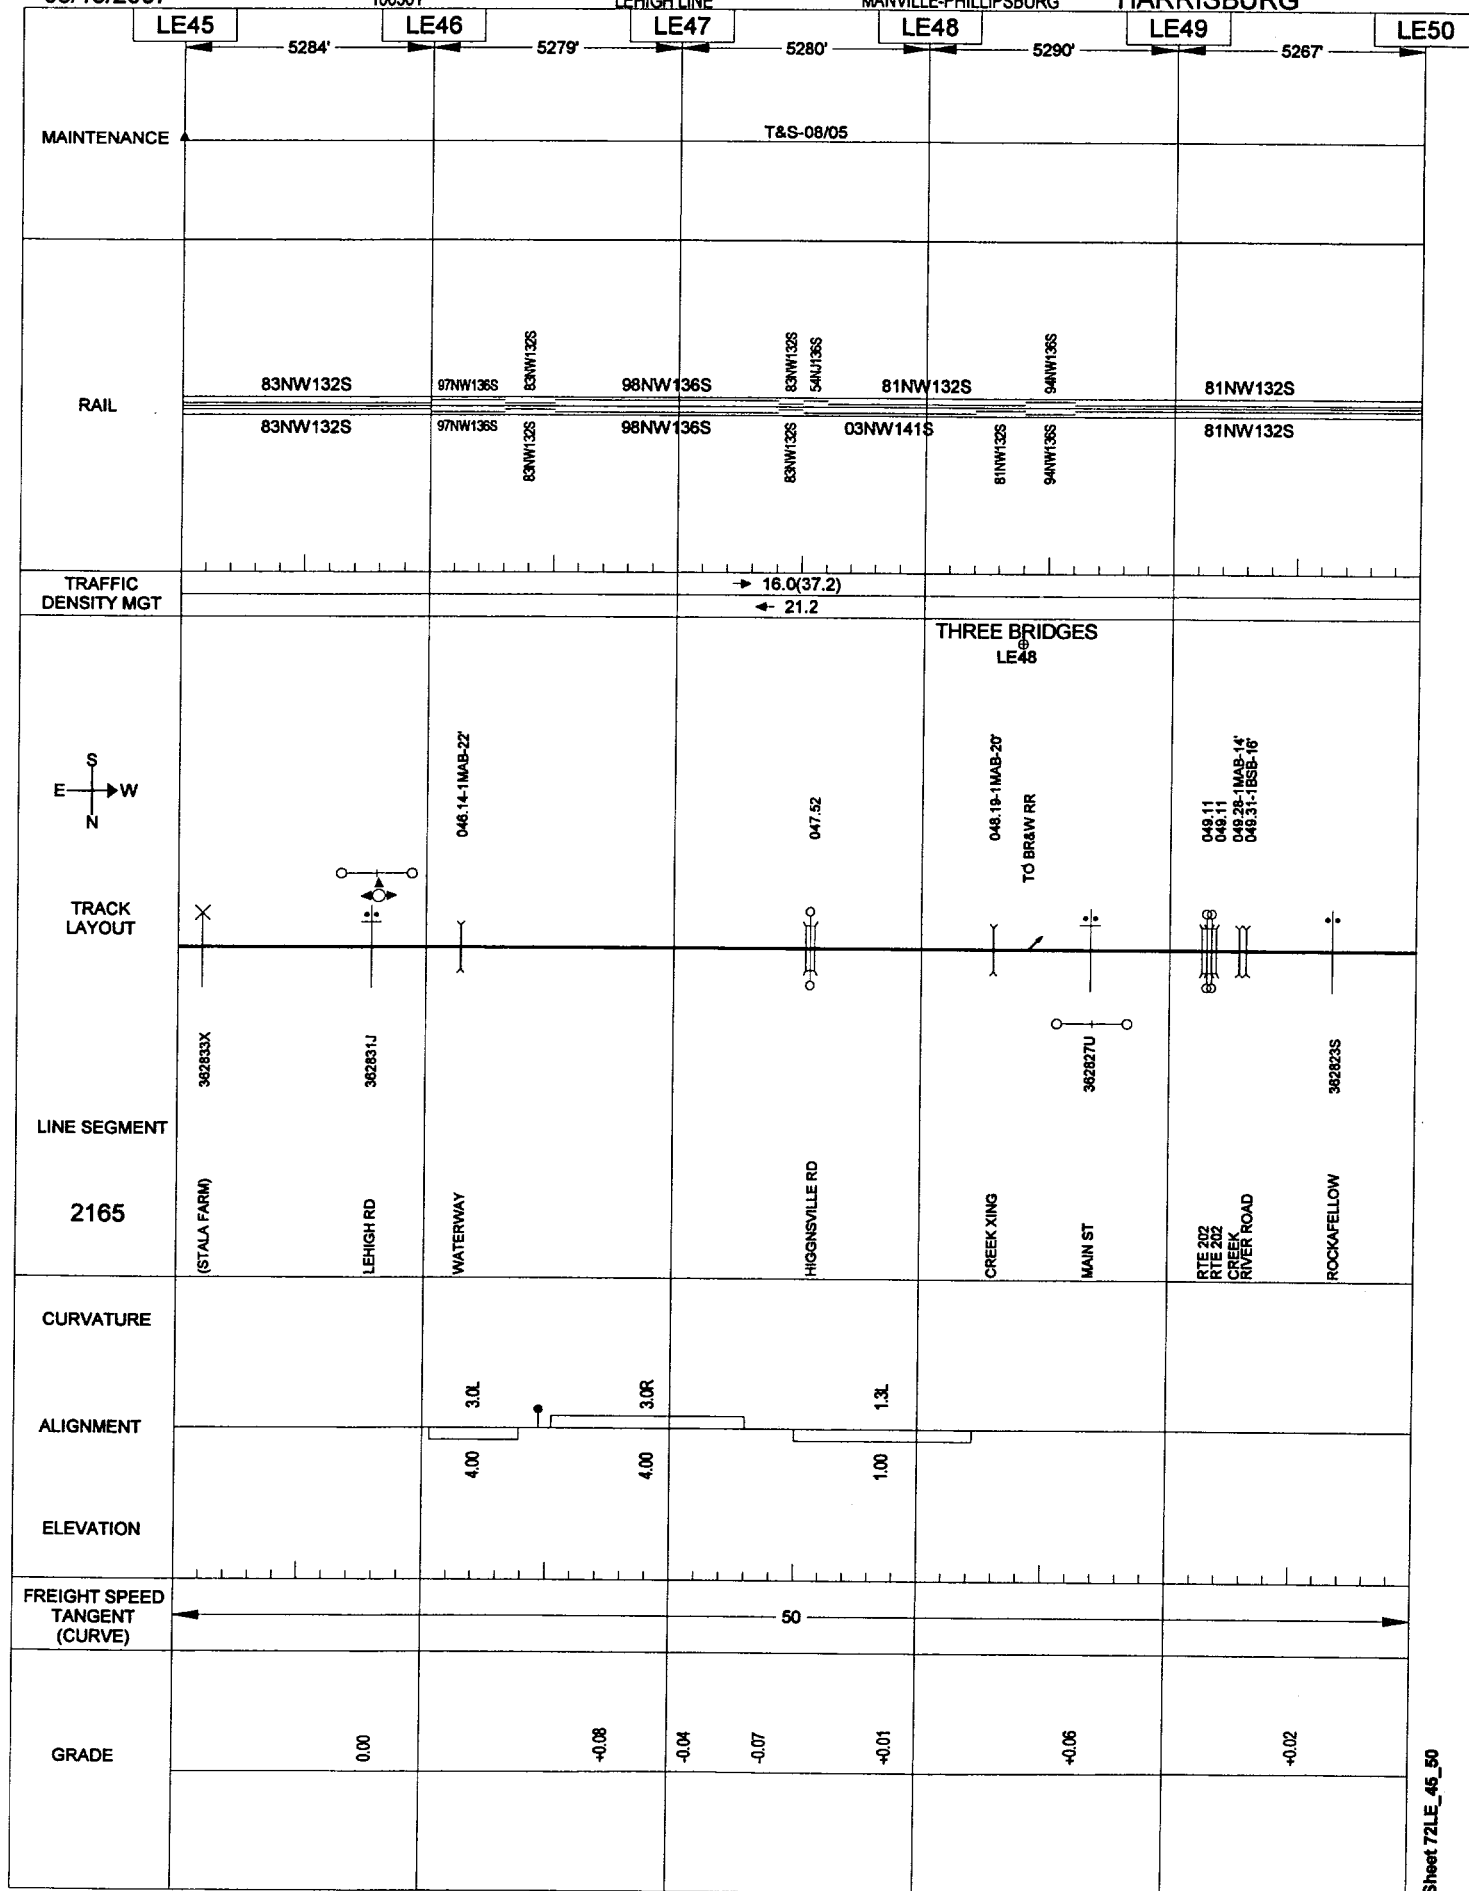 LEHIGH LINE MANVILLE-PHILLIPSBURG HARRISBURG
LE45 LE46 LE47 LE48 LE49 LE50
5284' 5279' 5280' 5290' 5267'
MAINTENANCE
T&S-08/05
83NW132S 83NW132S 54NJ136S 94NW136S
83NW132S 97NW136S 98NW136S 81NW132S 81NW132S
RAIL
83NW132S 97NW136S 98NW136S 03NW141S 81NW132S
83NW132S 83NW132S 81NW132S 94NW136S
TRAFFIC
DENSITY MGT
16.0(37.2)
21.2
THREE BRIDGES
LE48
S
E W
N
046.14-1MAB-22'
047.52
048.19-1MAB-20'
TO BR&W RR
049.11
049.11
049.28-1MAB-14'
049.31-1BSB-16'
TRACK
LAYOUT
362833X
362831J
362827U
362823S
LINE SEGMENT
2165
(STALA FARM)
LEHIGH RD
WATERWAY
HIGGNSVILLE RD
CREEK XING
MAIN ST
RTE 202
RTE 202
CREEK
RIVER ROAD
ROCKAFELLOW
CURVATURE
3.0L 3.0R 1.3L
ALIGNMENT
4.00 4.00 1.00
ELEVATION
FREIGHT SPEED
TANGENT
(CURVE)
50
GRADE
0.00 +0.08 -0.04 -0.07 +0.01 +0.06 +0.02
Sheet 72LE_45_50